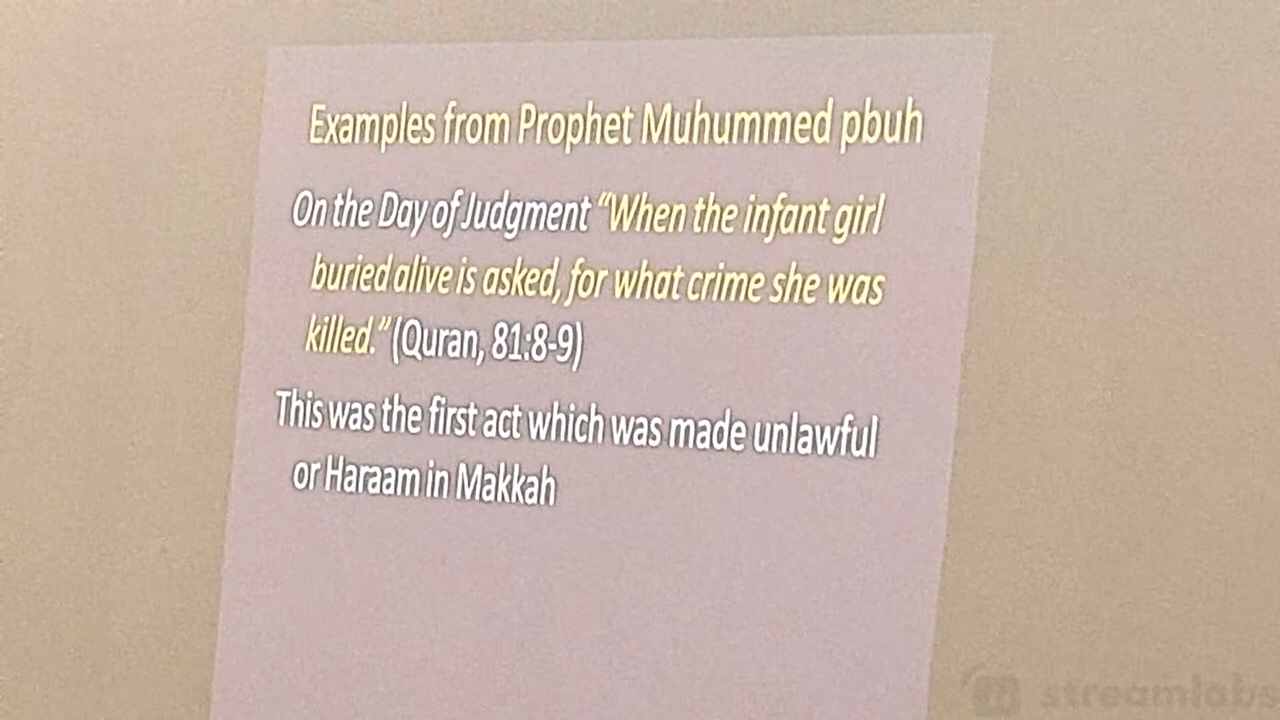 Examples from Prophet Muhummed pbuh
On the Day of Judgment “When the infant girl
buried alive is asked, for what crime she was
killed.”(Quran, 81:8-9)
This was the first act which was made unlawful
or Haraam in Makkah
streamlabs